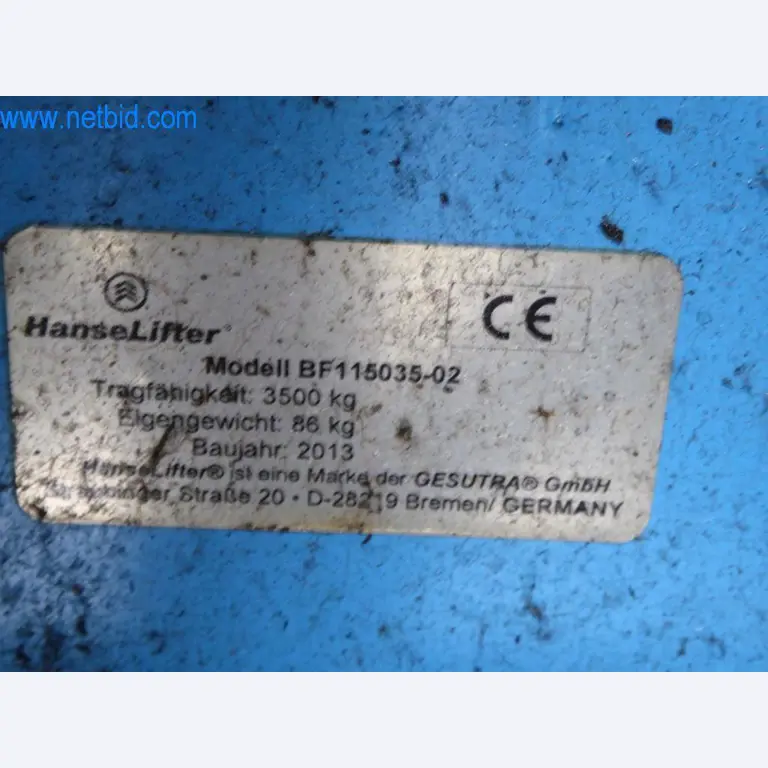 www.netbid.com
HanseLifter®
CE
Modell BF115035-02
Tragfähigkeit: 3500 kg
Eigengewicht: 86 kg
Baujahr: 2013
HanseLifter® ist eine Marke der GESUTRA® GmbH
Straße 20 • D-28219 Bremen/ GERMANY